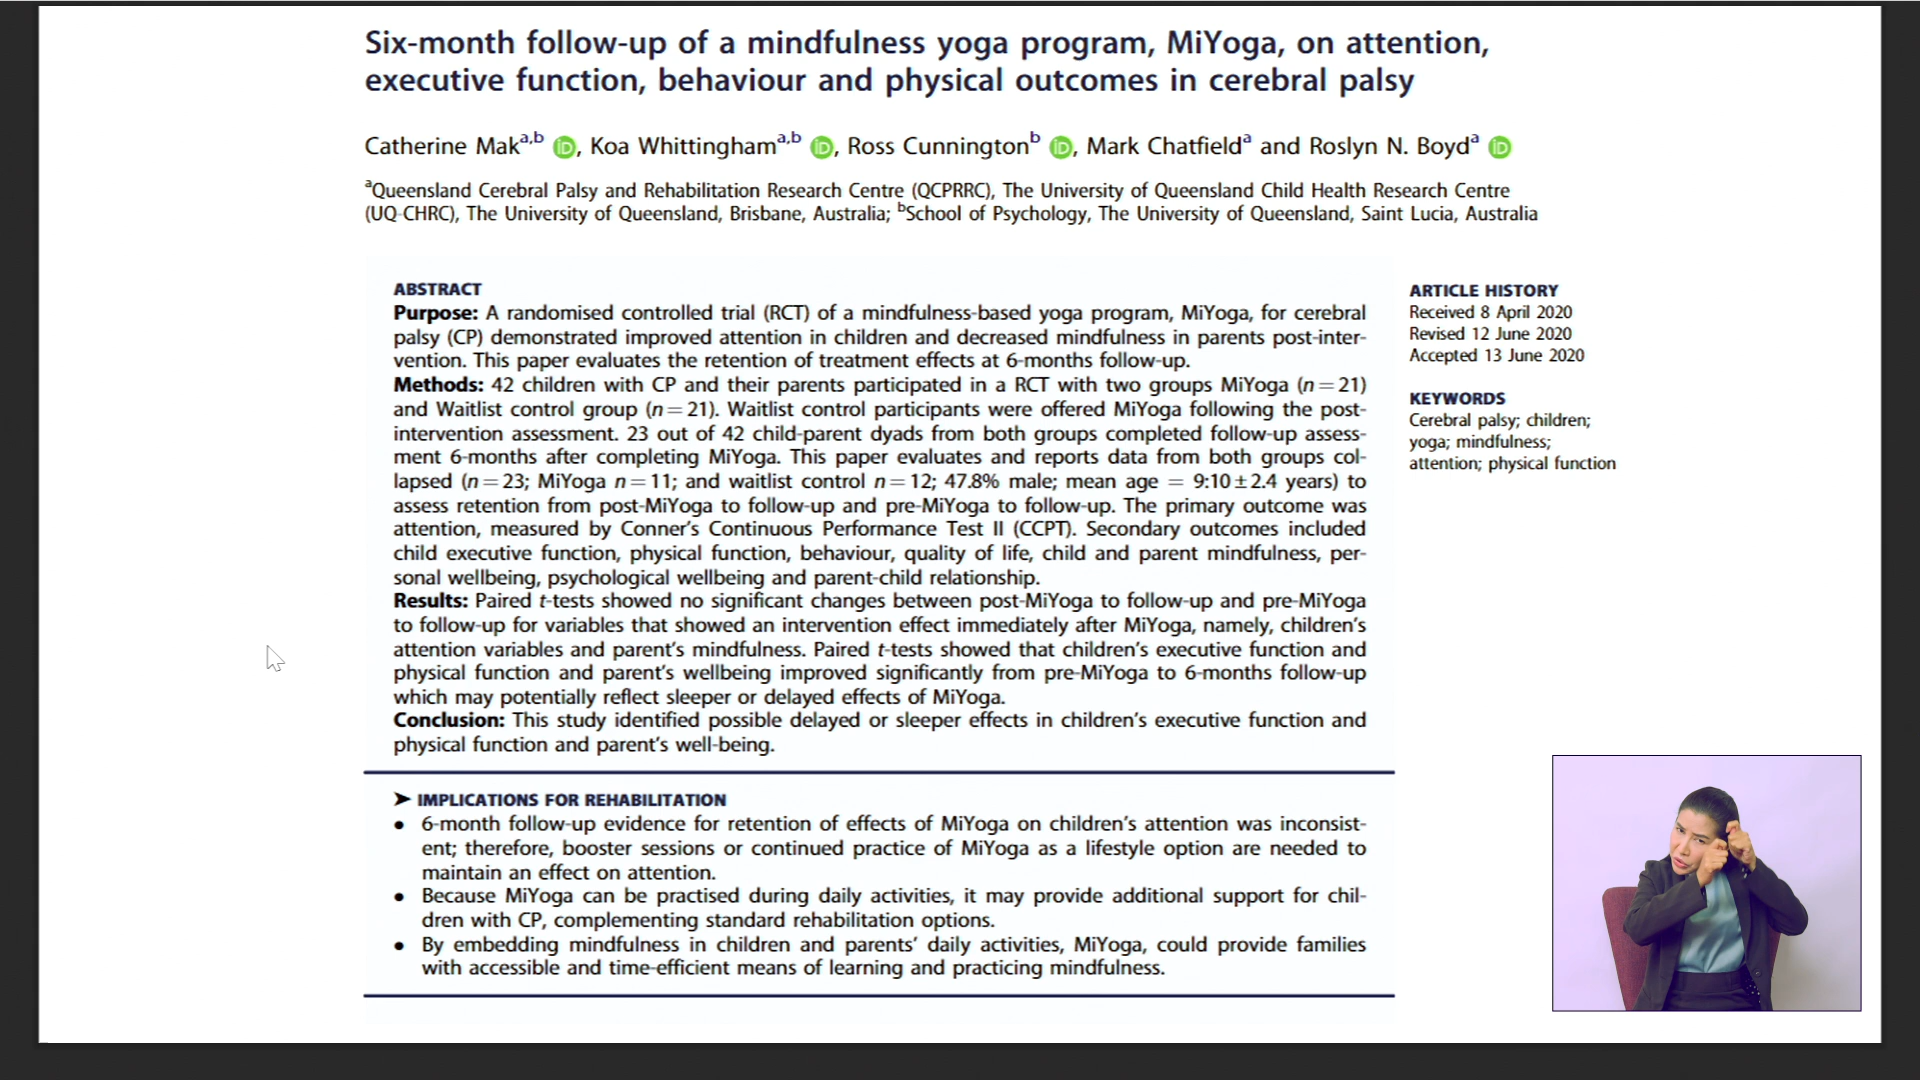 Six-month follow-up of a mindfulness yoga program, MiYoga, on attention,
executive function, behaviour and physical outcomes in cerebral palsy
Catherine Mak^a,b iD, Koa Whittingham^a,b iD, Ross Cunnington^b iD, Mark Chatfield^a and Roslyn N. Boyd^a iD
^aQueensland Cerebral Palsy and Rehabilitation Research Centre (QCPRRC), The University of Queensland Child Health Research Centre
(UQ-CHRC), The University of Queensland, Brisbane, Australia; ^bSchool of Psychology, The University of Queensland, Saint Lucia, Australia
ABSTRACT
Purpose: A randomised controlled trial (RCT) of a mindfulness-based yoga program, MiYoga, for cerebral
palsy (CP) demonstrated improved attention in children and decreased mindfulness in parents post-inter-
vention. This paper evaluates the retention of treatment effects at 6-months follow-up.
Methods: 42 children with CP and their parents participated in a RCT with two groups MiYoga (n=21)
and Waitlist control group (n=21). Waitlist control participants were offered MiYoga following the post-
intervention assessment. 23 out of 42 child-parent dyads from both groups completed follow-up assess-
ment 6-months after completing MiYoga. This paper evaluates and reports data from both groups col-
lapsed (n=23; MiYoga n=11; and waitlist control n=12; 47.8% male; mean age = 9:10±2.4 years) to
assess retention from post-MiYoga to follow-up and pre-MiYoga to follow-up. The primary outcome was
attention, measured by Conner's Continuous Performance Test II (CCPT). Secondary outcomes included
child executive function, physical function, behaviour, quality of life, child and parent mindfulness, per-
sonal wellbeing, psychological wellbeing and parent-child relationship.
Results: Paired t-tests showed no significant changes between post-MiYoga to follow-up and pre-MiYoga
to follow-up for variables that showed an intervention effect immediately after MiYoga, namely, children's
attention variables and parent's mindfulness. Paired t-tests showed that children's executive function and
physical function and parent's wellbeing improved significantly from pre-MiYoga to 6-months follow-up
which may potentially reflect sleeper or delayed effects of MiYoga.
Conclusion: This study identified possible delayed or sleeper effects in children's executive function and
physical function and parent's well-being.
ARTICLE HISTORY
Received 8 April 2020
Revised 12 June 2020
Accepted 13 June 2020
KEYWORDS
Cerebral palsy; children;
yoga; mindfulness;
attention; physical function
➤ IMPLICATIONS FOR REHABILITATION
• 6-month follow-up evidence for retention of effects of MiYoga on children's attention was inconsist-
ent; therefore, booster sessions or continued practice of MiYoga as a lifestyle option are needed to
maintain an effect on attention.
• Because MiYoga can be practised during daily activities, it may provide additional support for chil-
dren with CP, complementing standard rehabilitation options.
• By embedding mindfulness in children and parents' daily activities, MiYoga, could provide families
with accessible and time-efficient means of learning and practicing mindfulness.